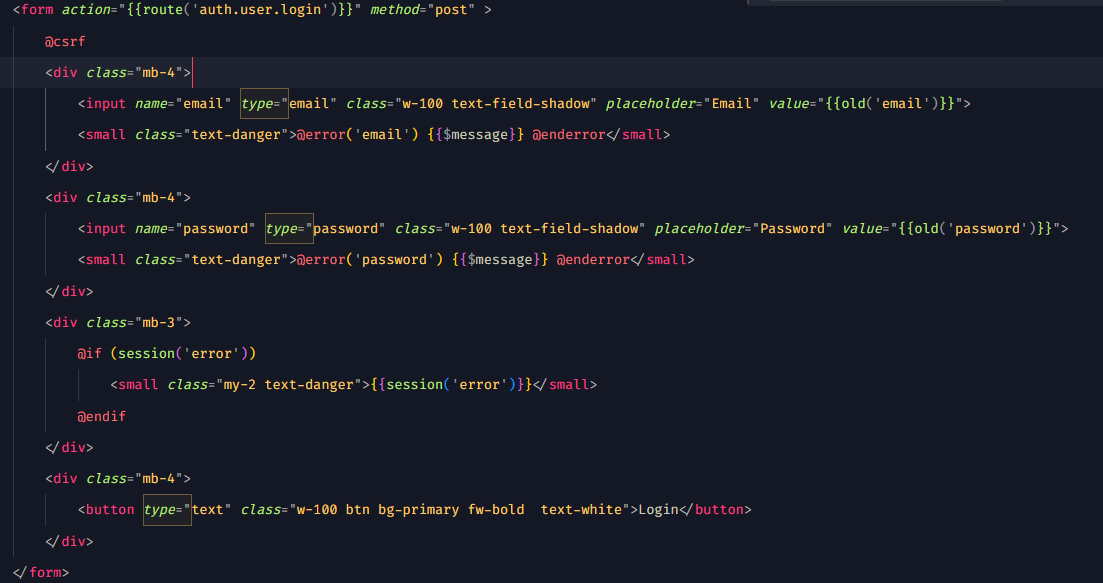 <form action="{{route('auth.user.login')}}" method="post" >
@csrf
<div class="mb-4">
<input name="email" type="email" class="w-100 text-field-shadow" placeholder="Email" value="{{old('email')}}">
<small class="text-danger">@error('email') {{$message}} @enderror</small>
</div>
<div class="mb-4">
<input name="password" type="password" class="w-100 text-field-shadow" placeholder="Password" value="{{old('password')}}">
<small class="text-danger">@error('password') {{$message}} @enderror</small>
</div>
<div class="mb-3">
@if (session('error'))
<small class="my-2 text-danger">{{session('error')}}</small>
@endif
</div>
<div class="mb-4">
<button type="text" class="w-100 btn bg-primary fw-bold  text-white">Login</button>
</div>
</form>